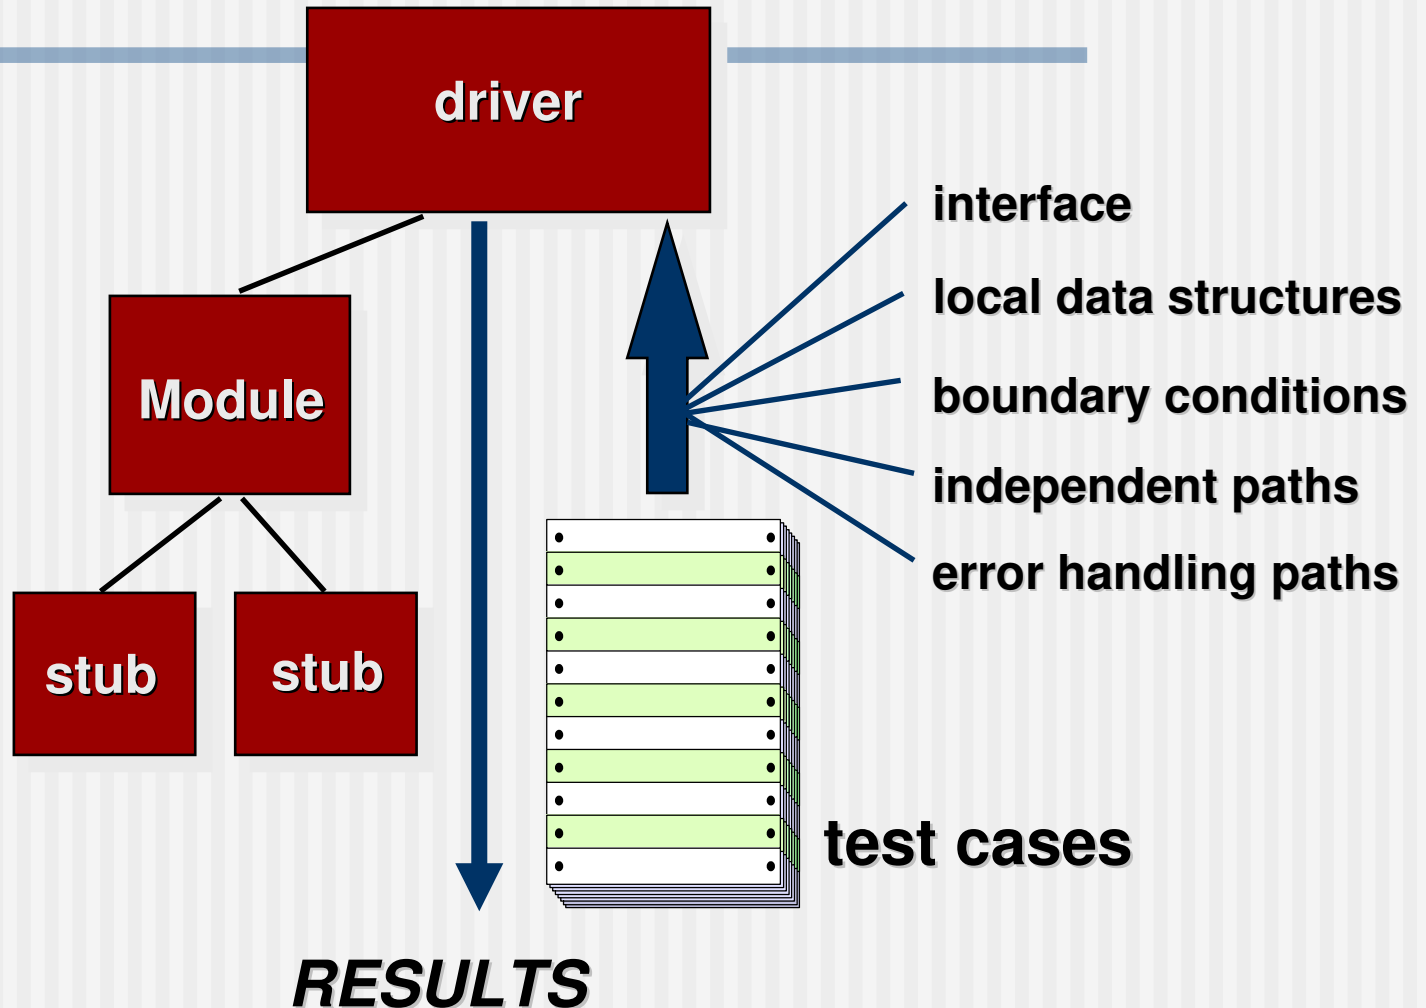 driver
interface
local data structures
boundary conditions
independent paths
error handling paths
Module
stub
stub
test cases
RESULTS